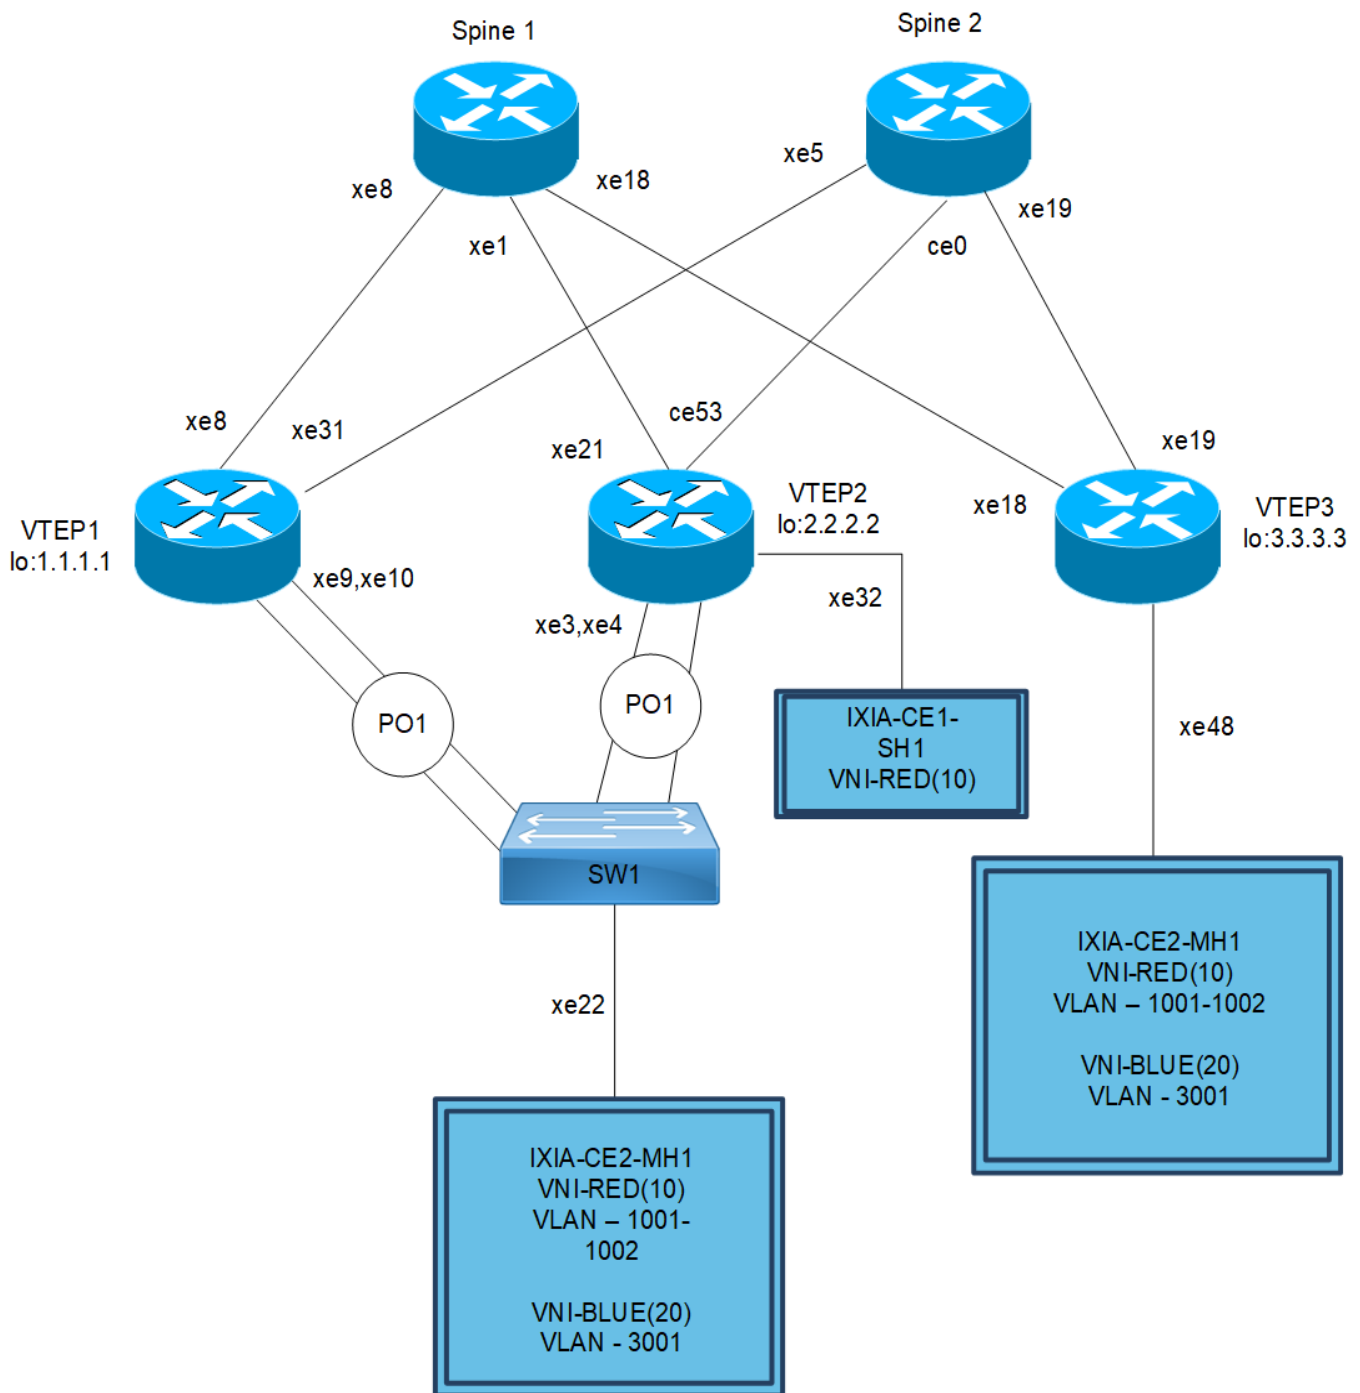 Spine 1
Spine 2
xe8
xe18
xe5
xe19
xe1
ce0
xe8
xe31
ce53
xe21
xe19
xe18
VTEP1
lo:1.1.1.1
VTEP2
lo:2.2.2.2
VTEP3
lo:3.3.3.3
xe9,xe10
xe3,xe4
xe32
PO1
PO1
IXIA-CE1-
SH1
VNI-RED(10)
xe48
SW1
xe22
IXIA-CE2-MH1
VNI-RED(10)
VLAN – 1001-1002
VNI-BLUE(20)
VLAN - 3001
IXIA-CE2-MH1
VNI-RED(10)
VLAN – 1001-
1002
VNI-BLUE(20)
VLAN - 3001